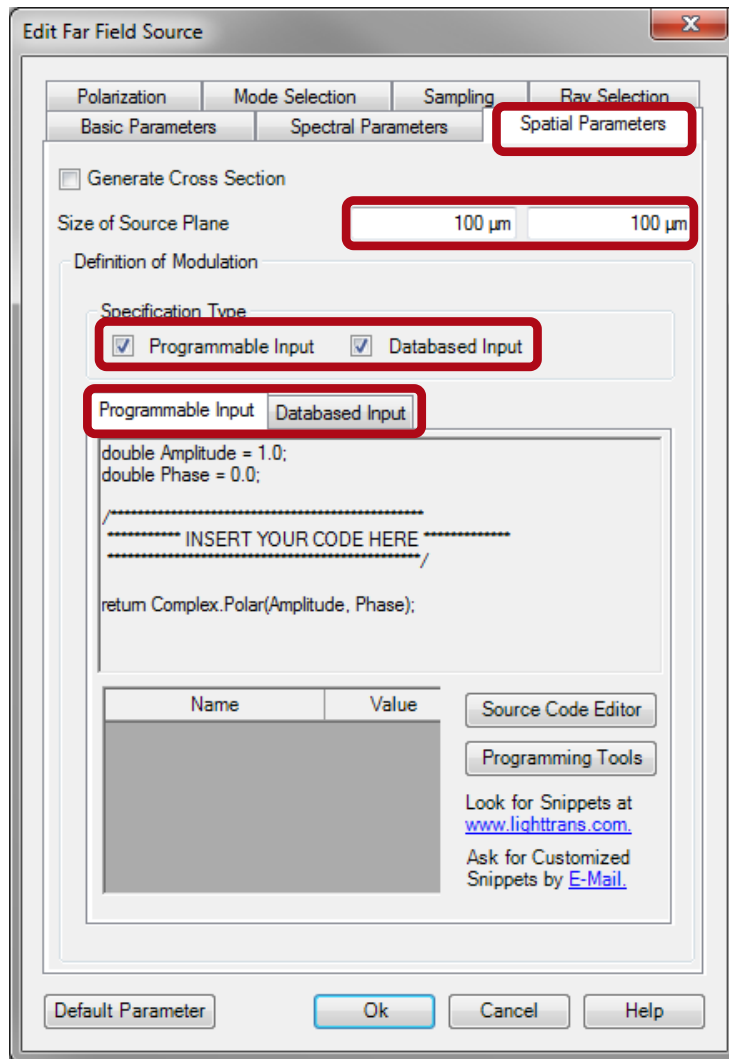 Edit Far Field Source
X
Polarization Mode Selection Sampling Ray Selection
Basic Parameters Spectral Parameters Spatial Parameters
Generate Cross Section
Size of Source Plane 100 µm 100 µm
Definition of Modulation
Specification Type
Programmable Input Databased Input
Programmable Input Databased Input
double Amplitude = 1.0;
double Phase = 0.0;
/************************************************
*********** INSERT YOUR CODE HERE *************
************************************************/
return Complex.Polar(Amplitude, Phase);
Name Value
Source Code Editor
Programming Tools
Look for Snippets at
www.lighttrans.com.
Ask for Customized
Snippets by E-Mail.
Default Parameter Ok Cancel Help